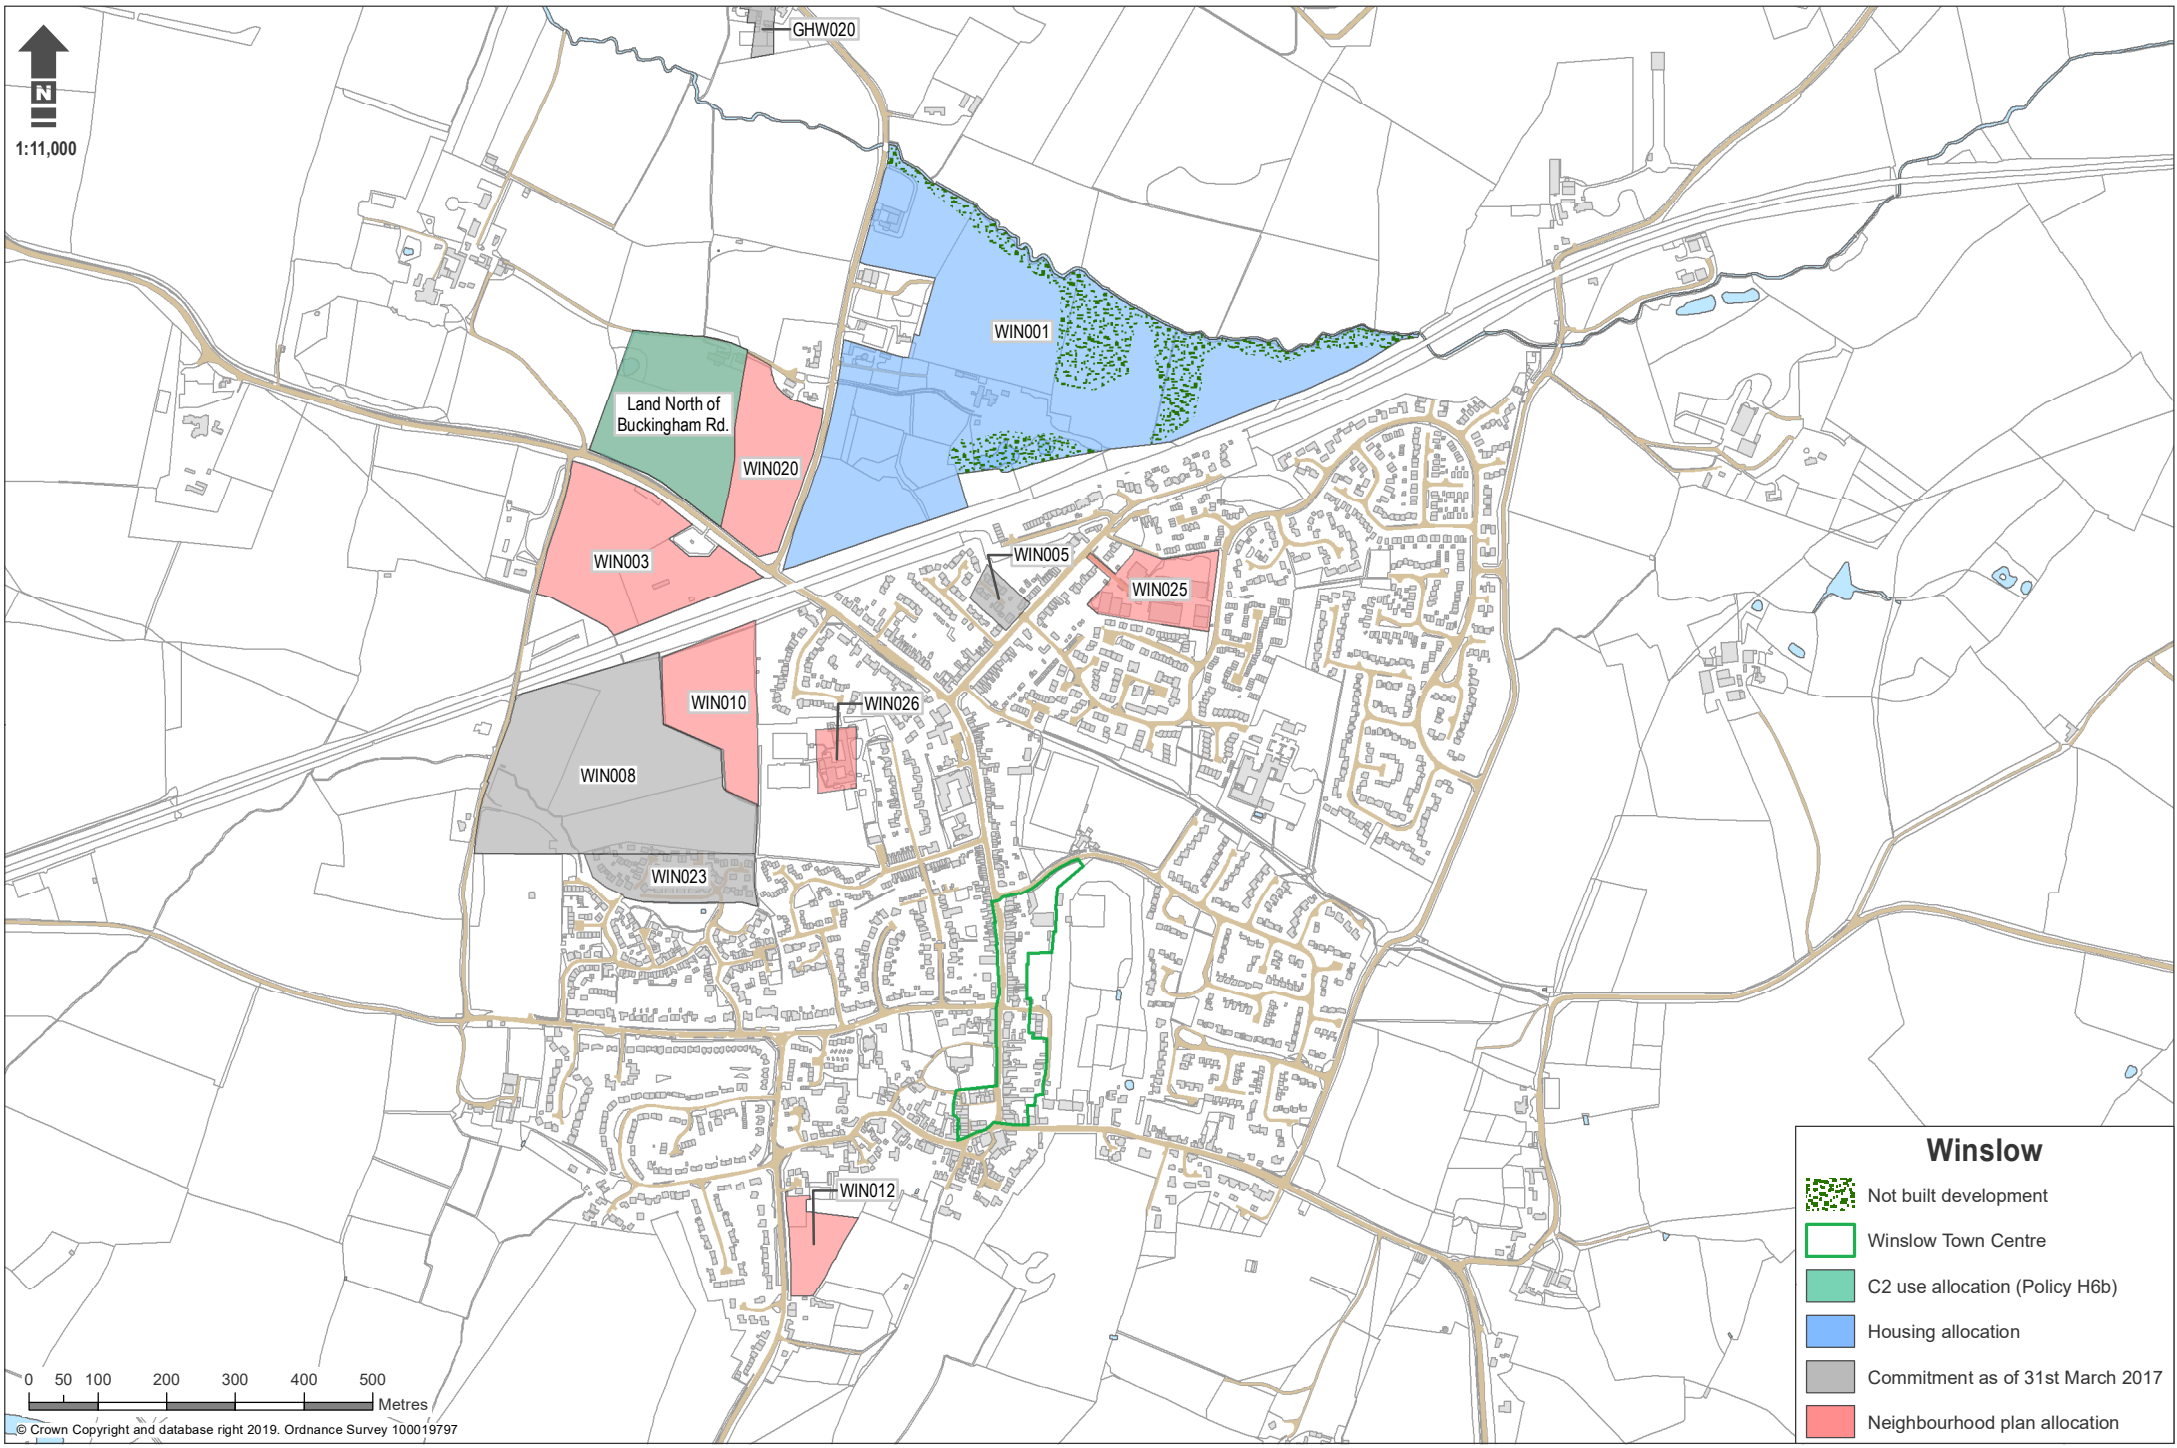 GHW020
N
1:11,000
WIN001
Land North of
Buckingham Rd.
WIN020
WIN003
WIN005
WIN025
WIN010
WIN026
WIN008
WIN023
WIN012
Winslow
Not built development
Winslow Town Centre
C2 use allocation (Policy H6b)
Housing allocation
Commitment as of 31st March 2017
Neighbourhood plan allocation
0 50 100 200 300 400 500
Metres
© Crown Copyright and database right 2019. Ordnance Survey 100019797